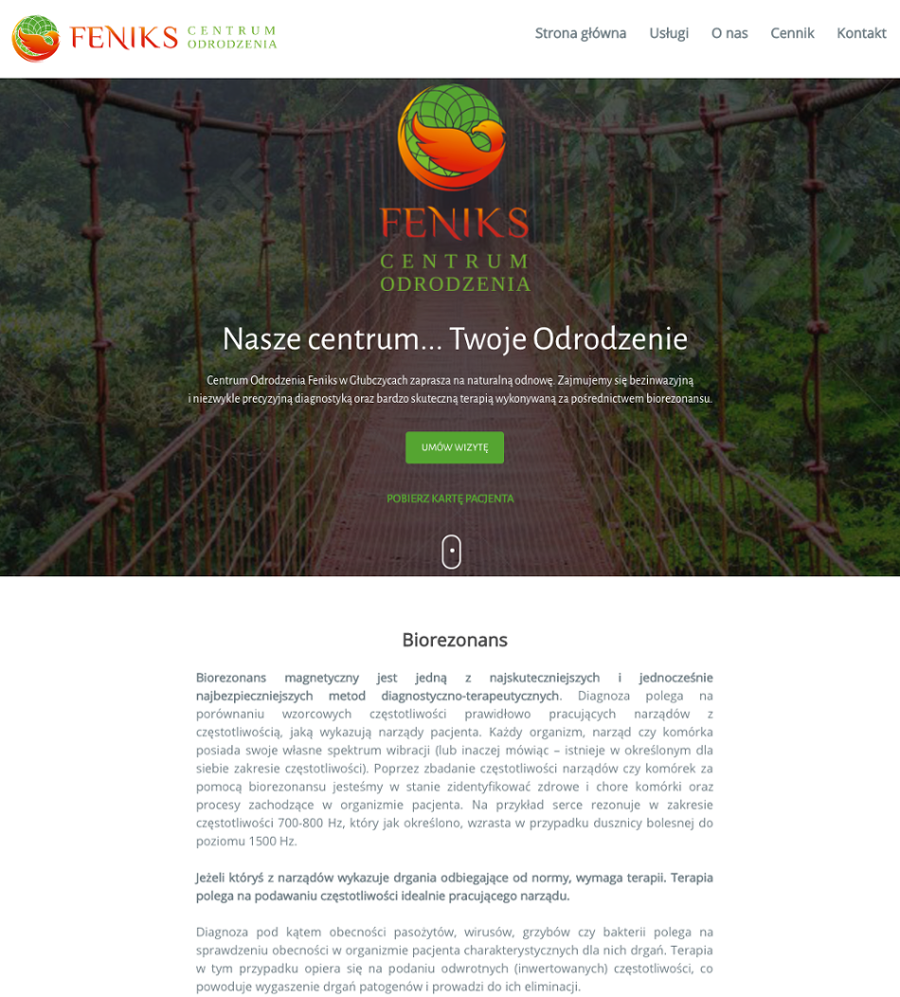 FENIKS CENTRUM
ODRODZENIA
Strona główna Usługi O nas Cennik Kontakt
FENIKS
CENTRUM
ODRODZENIA
Nasze centrum... Twoje Odrodzenie
Centrum Odrodzenia Feniks w Głubczycach zaprasza na naturalną odnowę. Zajmujemy się bezinwazyjną
i niezwykle precyzyjną diagnostyką oraz bardzo skuteczną terapią wykonywaną za pośrednictwem biorezonansu.
UMÓW WIZYTĘ
POBIERZ KARTĘ PACJENTA
Biorezonans
Biorezonans magnetyczny jest jedną z najskuteczniejszych i jednocześnie
najbezpieczniejszych metod diagnostyczno-terapeutycznych. Diagnoza polega na
porównaniu wzorcowych częstotliwości prawidłowo pracujących narządów z
częstotliwością, jaką wykazują narządy pacjenta. Każdy organizm, narząd czy komórka
posiada swoje własne spektrum wibracji (lub inaczej mówiąc – istnieje w określonym dla
siebie zakresie częstotliwości). Poprzez zbadanie częstotliwości narządów czy komórek za
pomocą biorezonansu jesteśmy w stanie zidentyfikować zdrowe i chore komórki oraz
procesy zachodzące w organizmie pacjenta. Na przykład serce rezonuje w zakresie
częstotliwości 700-800 Hz, który jak określono, wzrasta w przypadku dusznicy bolesnej do
poziomu 1500 Hz.
Jeżeli któryś z narządów wykazuje drgania odbiegające od normy, wymaga terapii. Terapia
polega na podawaniu częstotliwości idealnie pracującego narządu.
Diagnoza pod kątem obecności pasożytów, wirusów, grzybów czy bakterii polega na
sprawdzeniu obecności w organizmie pacjenta charakterystycznych dla nich drgań. Terapia
w tym przypadku opiera się na podaniu odwrotnych (inwertowanych) częstotliwości, co
powoduje wygaszenie drgań patogenów i prowadzi do ich eliminacji.